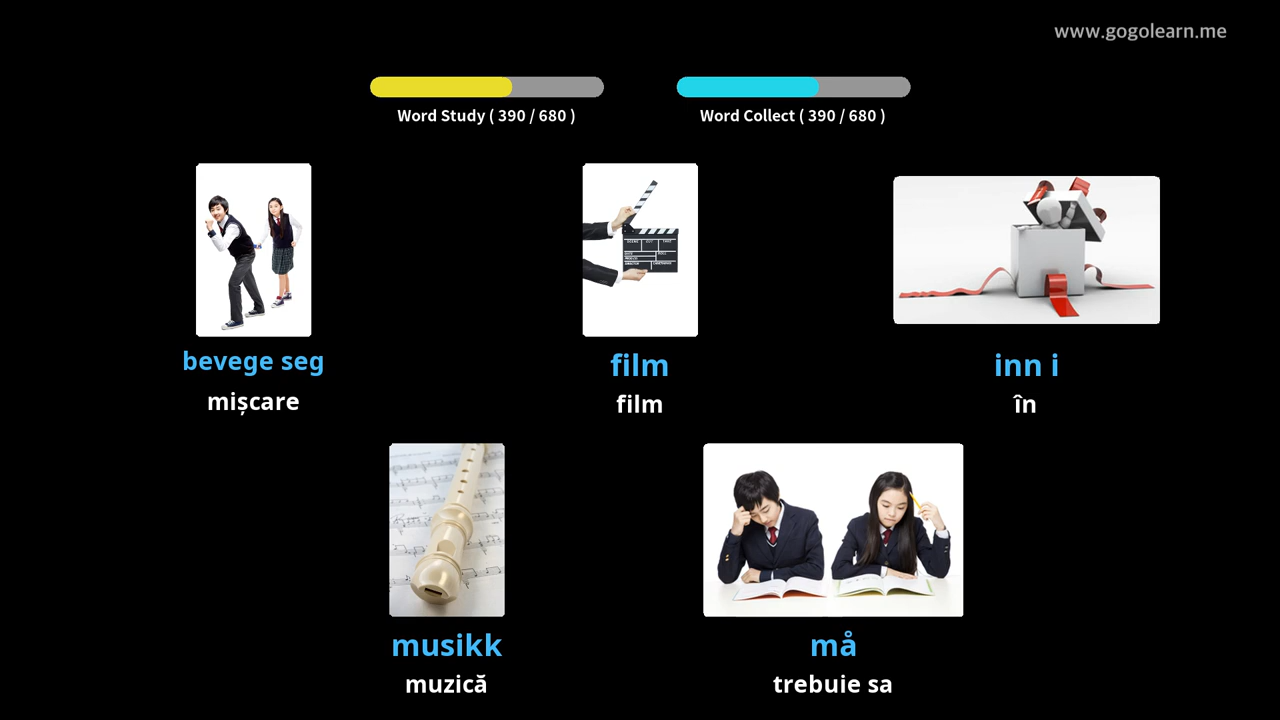 www.gogolearn.me
Word Study ( 390 / 680 )
Word Collect ( 390 / 680 )
bevege seg
mișcare
film
film
inn i
în
musikk
muzică
må
trebuie sa